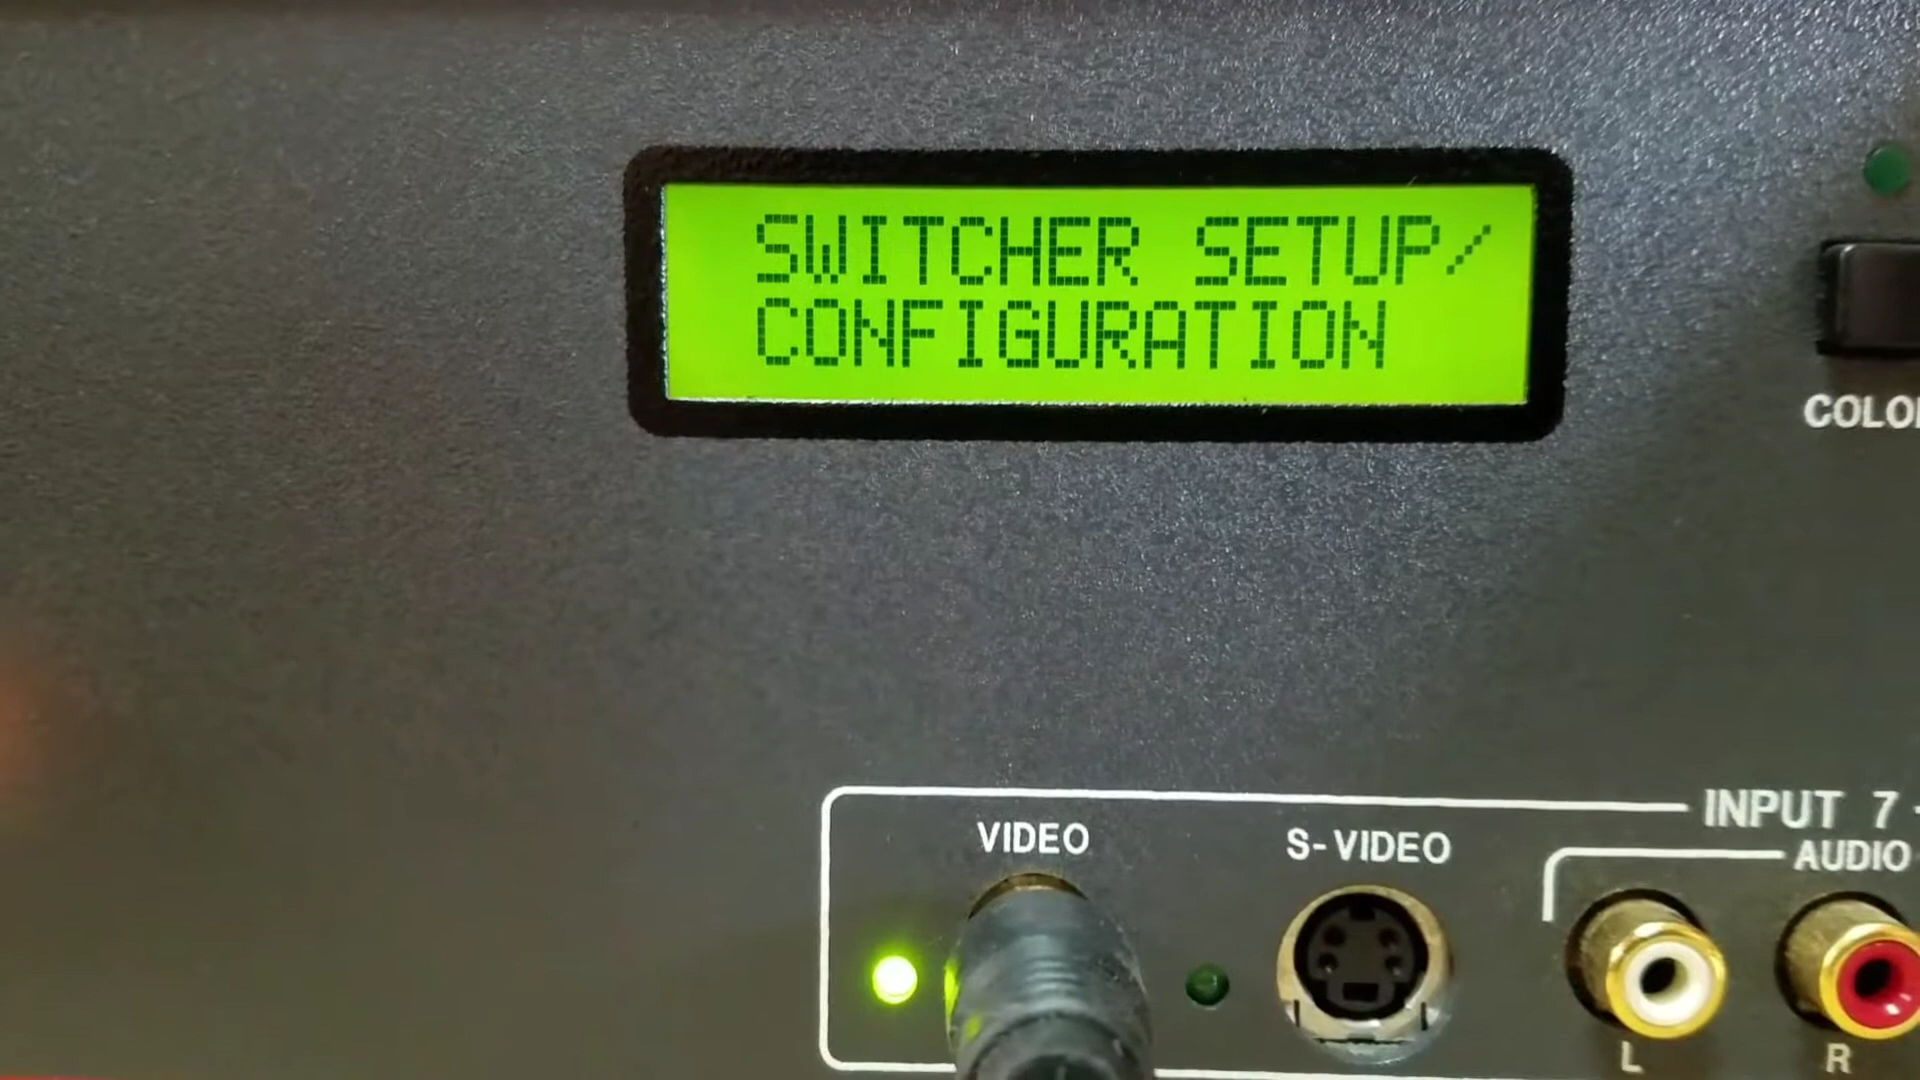 SWITCHER SETUP/
CONFIGURATION
COLO
INPUT 7
VIDEO
S-VIDEO
AUDIO
L
R